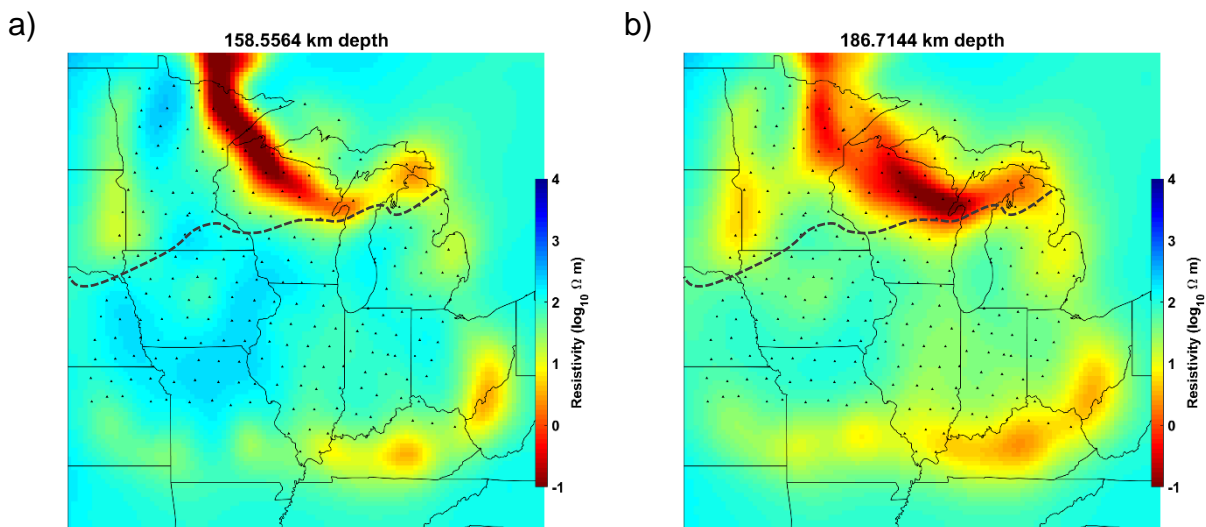 a)
158.5564 km depth
4
3
2
1
0
-1
Resistivity (log10 Ω m)
b)
186.7144 km depth
4
3
2
1
0
-1
Resistivity (log10 Ω m)